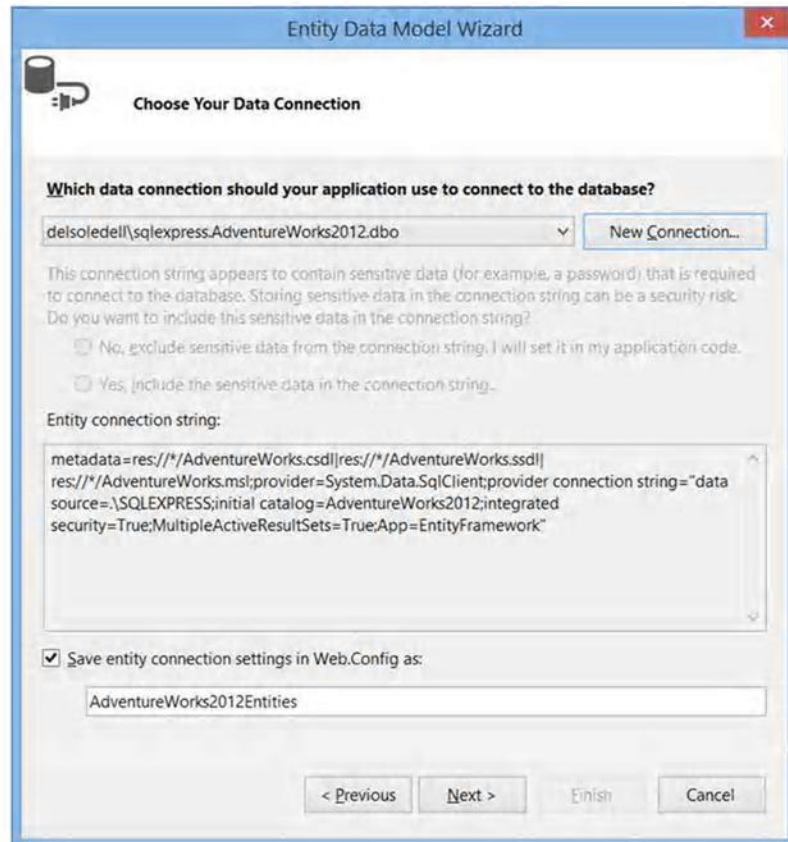 Entity Data Model Wizard
Choose Your Data Connection
Which data connection should your application use to connect to the database?
delsoledell\sqlexpress.AdventureWorks2012.dbo
New Connection...
This connection string appears to contain sensitive data (for example, a password) that is required
to connect to the database. Storing sensitive data in the connection string can be a security risk.
Do you want to include this sensitive data in the connection string?
No, exclude sensitive data from the connection string. I will set it in my application code.
Yes, include the sensitive data in the connection string.
Entity connection string:
metadata=res://*/AdventureWorks.csdl|res://*/AdventureWorks.ssdl|
res://*/AdventureWorks.msl;provider=System.Data.SqlClient;provider connection string="data
source=.\SQLEXPRESS;initial catalog=AdventureWorks2012;integrated
security=True;MultipleActiveResultSets=True;App=EntityFramework"
Save entity connection settings in Web.Config as:
AdventureWorks2012Entities
< Previous
Next >
Finish
Cancel